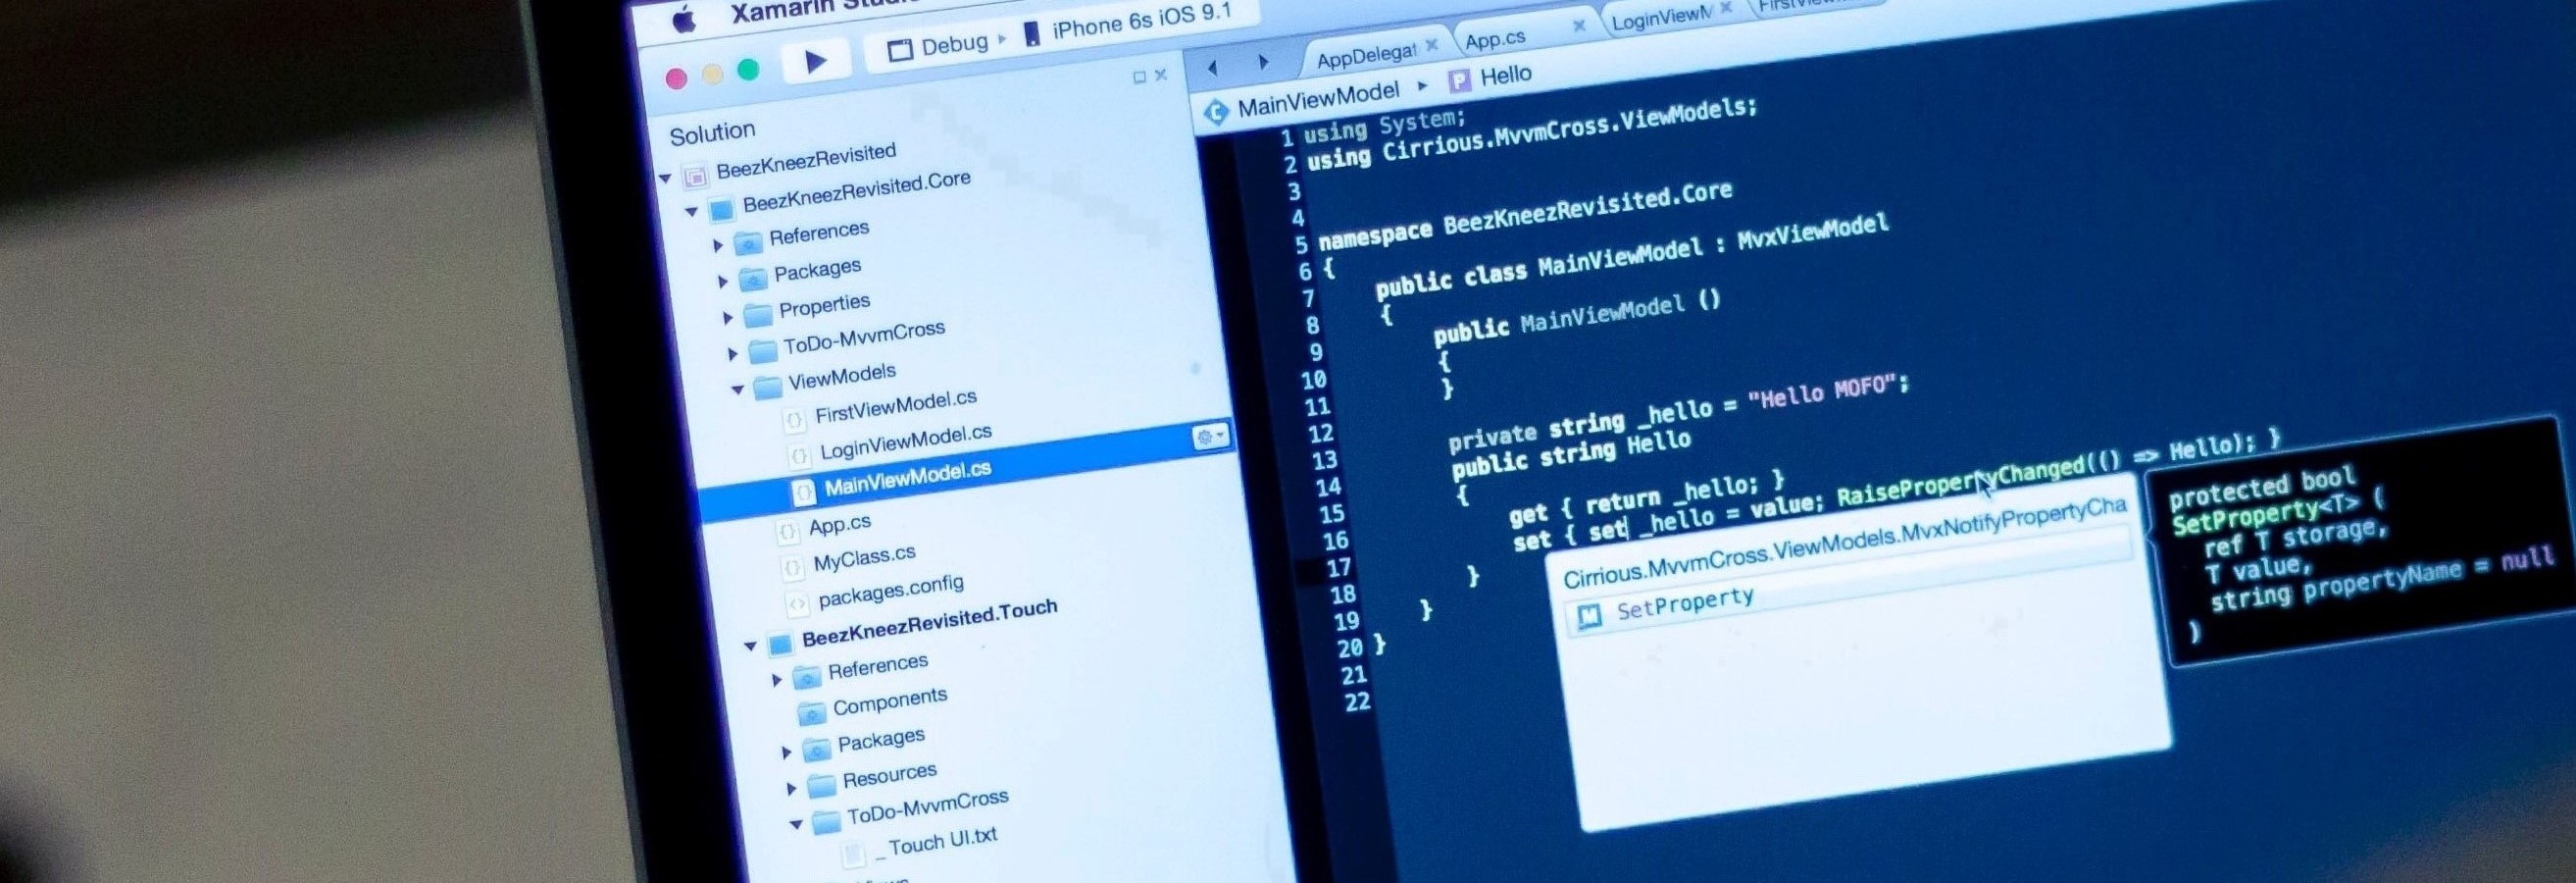 Xamarin
Debug
iPhone 6s iOS 9.1
Solution
BeezKneezRevisited
BeezKneezRevisited.Core
References
Packages
Properties
ToDo-MvvmCross
ViewModels
FirstViewModel.cs
LoginViewModel.cs
MainViewModel.cs
App.cs
MyClass.cs
packages.config
BeezKneezRevisited.Touch
References
Components
Packages
Resources
ToDo-MvvmCross
_ Touch UI.txt
AppDelegat
App.cs
LoginViewM
MainViewModel
P Hello
1 using System;
2 using Cirrious.MvvmCross.ViewModels;
3
4
5 namespace BeezKneezRevisited.Core
6 {
7 public class MainViewModel : MvxViewModel
8 {
9 public MainViewModel ()
10 {
11 }
12
13 private string _hello = "Hello MOFO";
14 public string Hello
15 {
16 get { return _hello; }
17 set { set _hello = value; RaisePropertyChanged(() => Hello); }
18 }
19 }
20 }
21
22
Cirrious.MvvmCross.ViewModels.MvxNotifyPropertyCha
M SetProperty
protected bool
SetProperty<T> (
ref T storage,
T value,
string propertyName = null
)